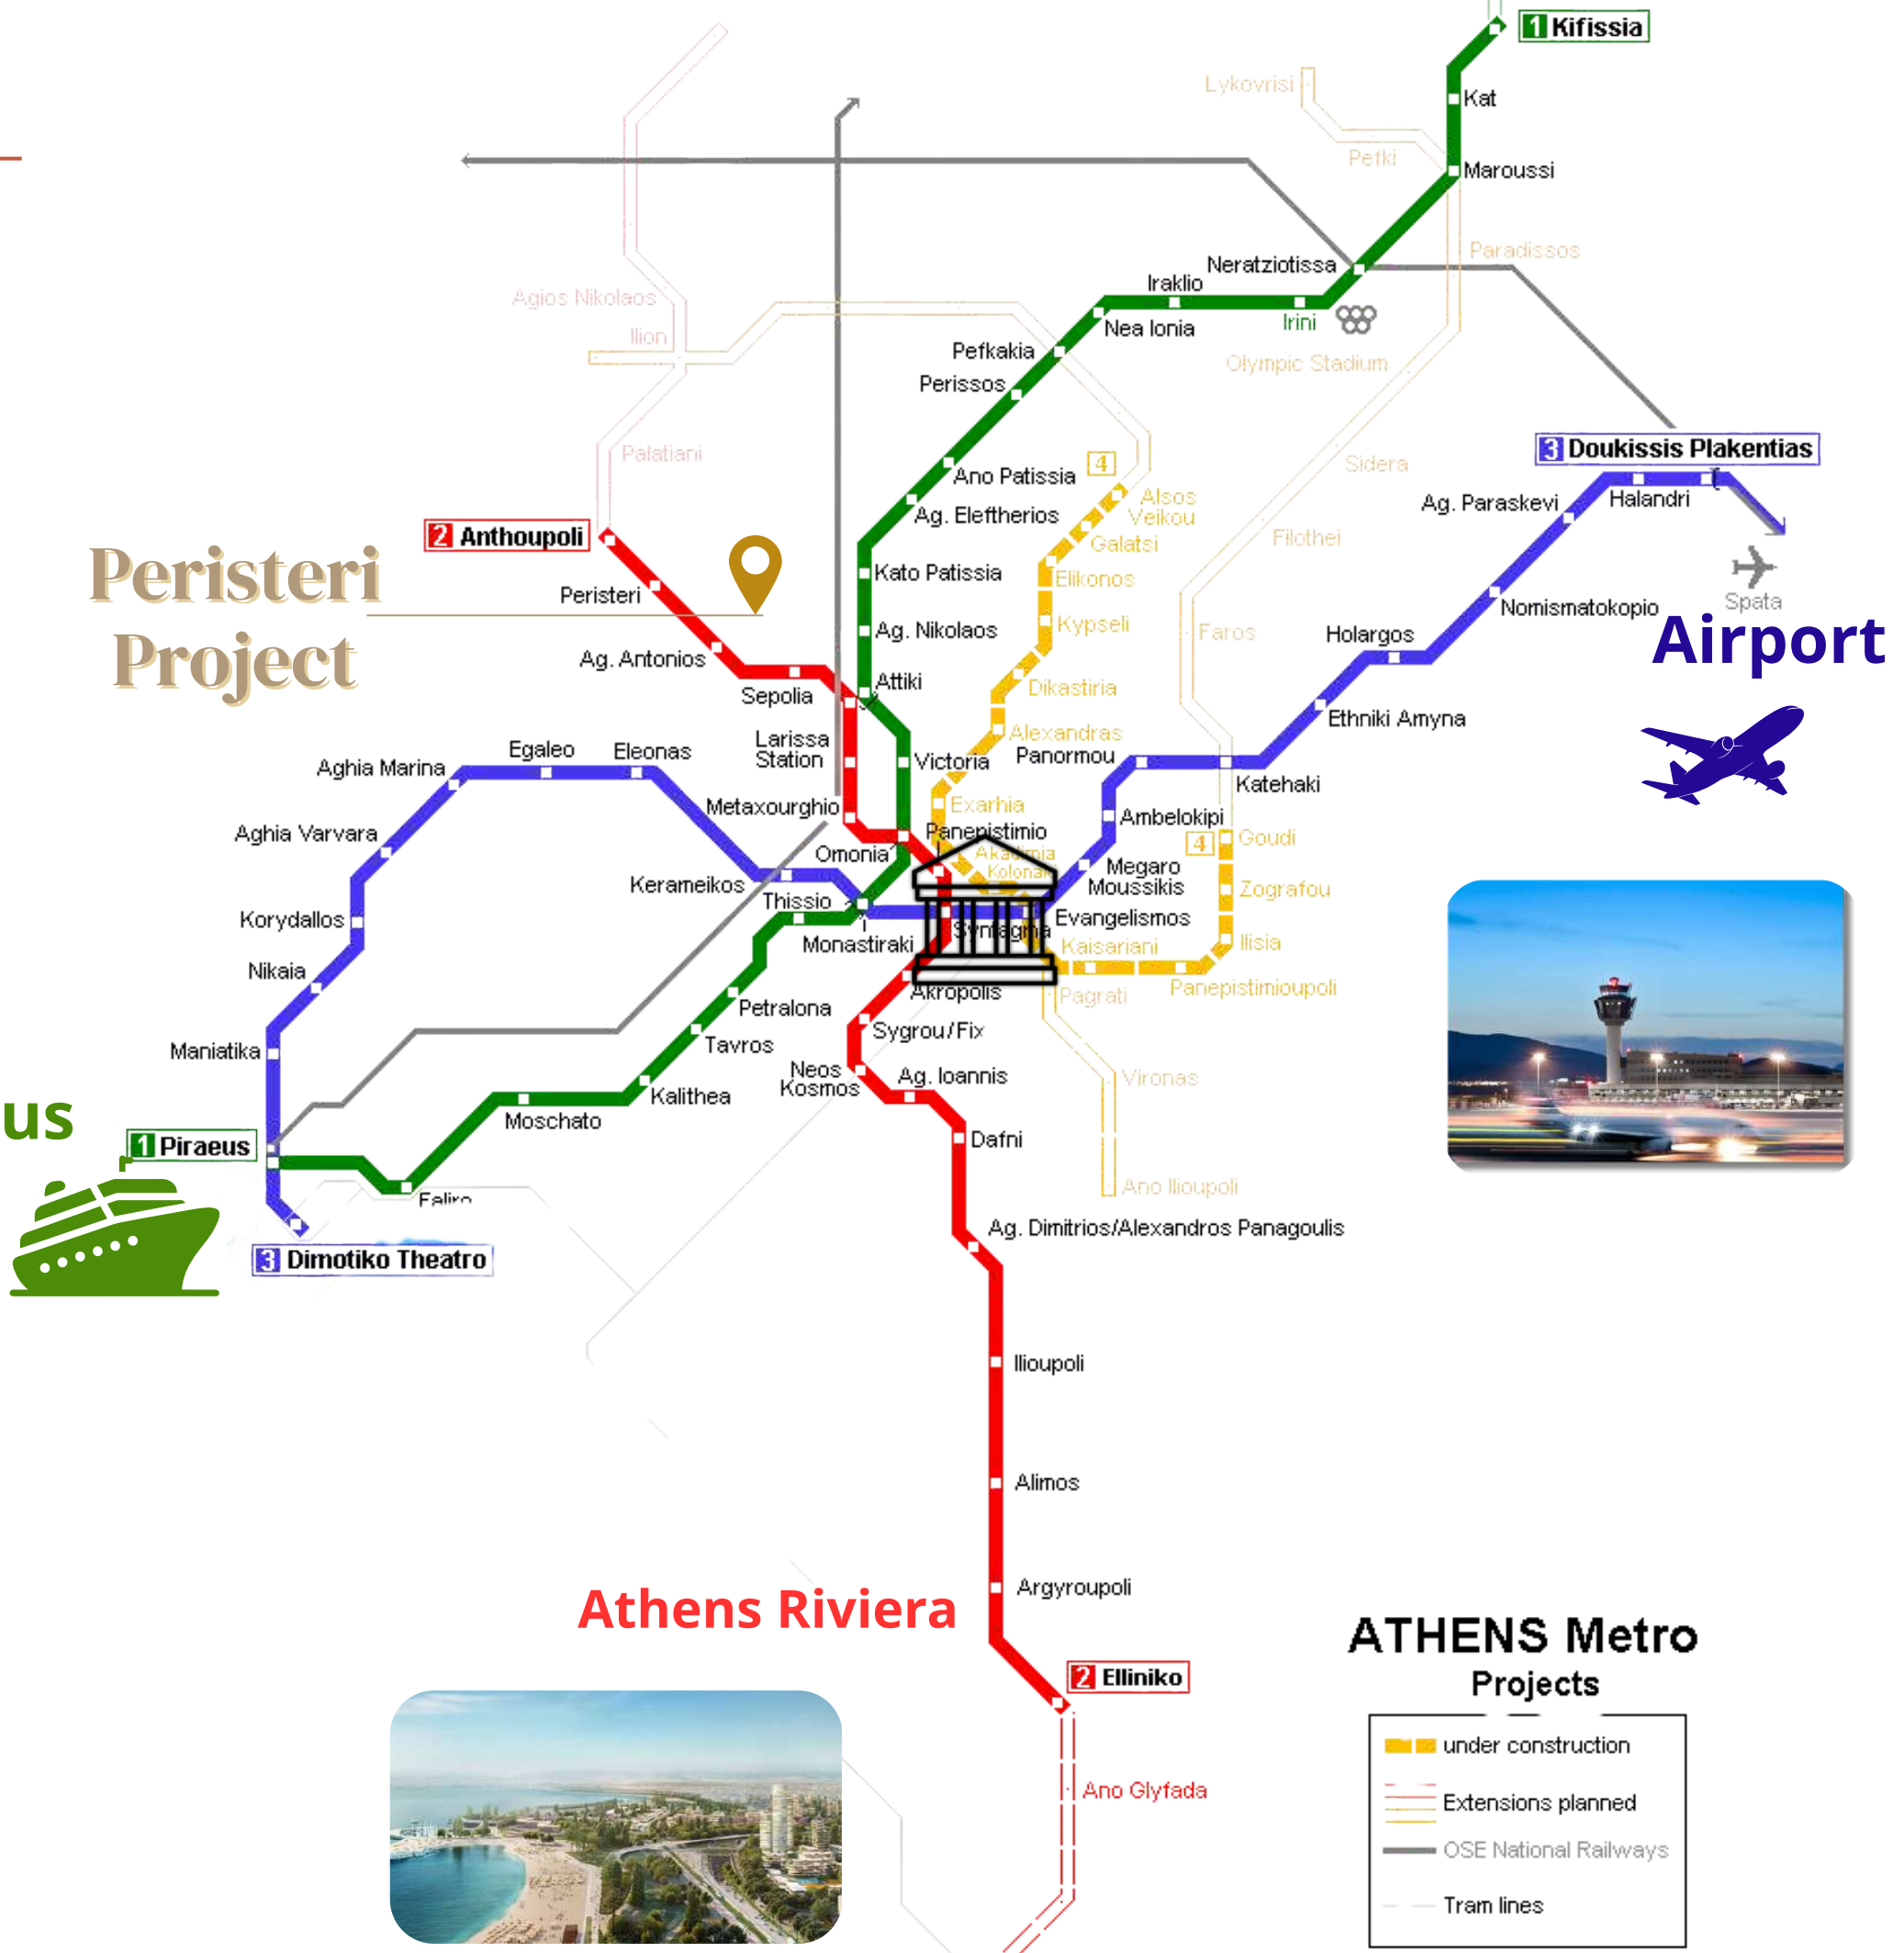 1 Kifissia
Kat
Maroussi
Lykovrisi
Pefki
Paradissos
Neratziotissa
Iraklio
Irini
Nea Ionia
Olympic Stadium
Pefkakia
Perissos
Agios Nikolaos
Ilion
Palatiani
Ano Patissia
4
Alsos
Veikou
Sidera
3 Doukissis Plakentias
Halandri
Ag. Paraskevi
2 Anthoupoli
Ag. Eleftherios
Galatsi
Filothei
Peristeri
Project
Peristeri
Kato Patissia
Elikonos
Nomismatokopio
Spata
Airport
Ag. Nikolaos
Kypseli
Faros
Holargos
Ag. Antonios
Sepolia
Attiki
Dikastiria
Ethniki Amyna
Larissa
Station
Victoria
Alexandras
Panormou
Katehaki
Aghia Marina
Egaleo
Eleonas
Metaxourghio
Exarhia
Ambelokipi
4
Goudi
Aghia Varvara
Omonia
Panepistimio
Akadimia
Kolonaki
Megaro
Moussikis
Zografou
Kerameikos
Thissio
Korydallos
Monastiraki
Syntagma
Evangelismos
Kaisariani
Ilisia
Nikaia
Petralona
Akropolis
Pagrati
Panepistimioupoli
Maniatika
Tavros
Sygrou/Fix
Neos
Kosmos
Ag. Ioannis
Vironas
us
1 Piraeus
Moschato
Kalithea
Dafni
Faliro
Ano Ilioupoli
3 Dimotiko Theatro
Ag. Dimitrios/Alexandros Panagoulis
Ilioupoli
Alimos
Argyroupoli
Athens Riviera
2 Elliniko
Ano Glyfada
ATHENS Metro
Projects
under construction
Extensions planned
OSE National Railways
Tram lines